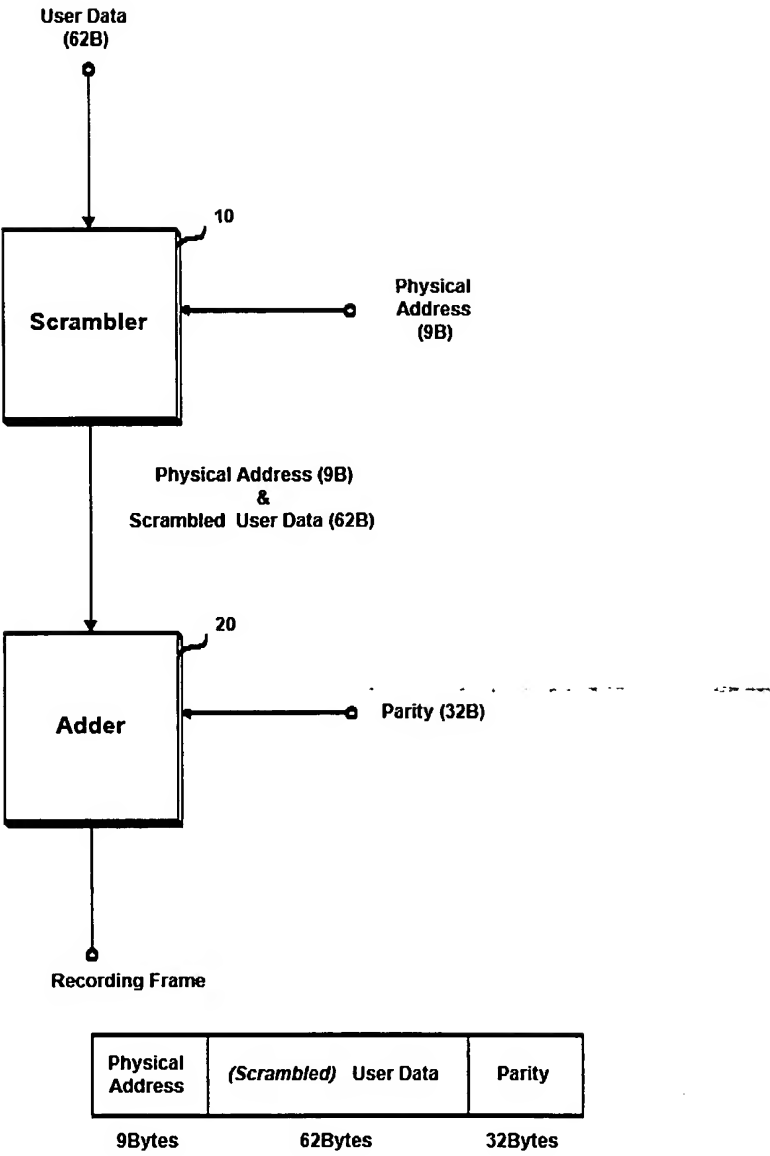 User Data
(62B)
10
Scrambler
Physical
Address
(9B)
Physical Address (9B)
&
Scrambled User Data (62B)
20
Adder
Parity (32B)
Recording Frame
Physical
Address
(Scrambled) User Data
Parity
9Bytes
62Bytes
32Bytes